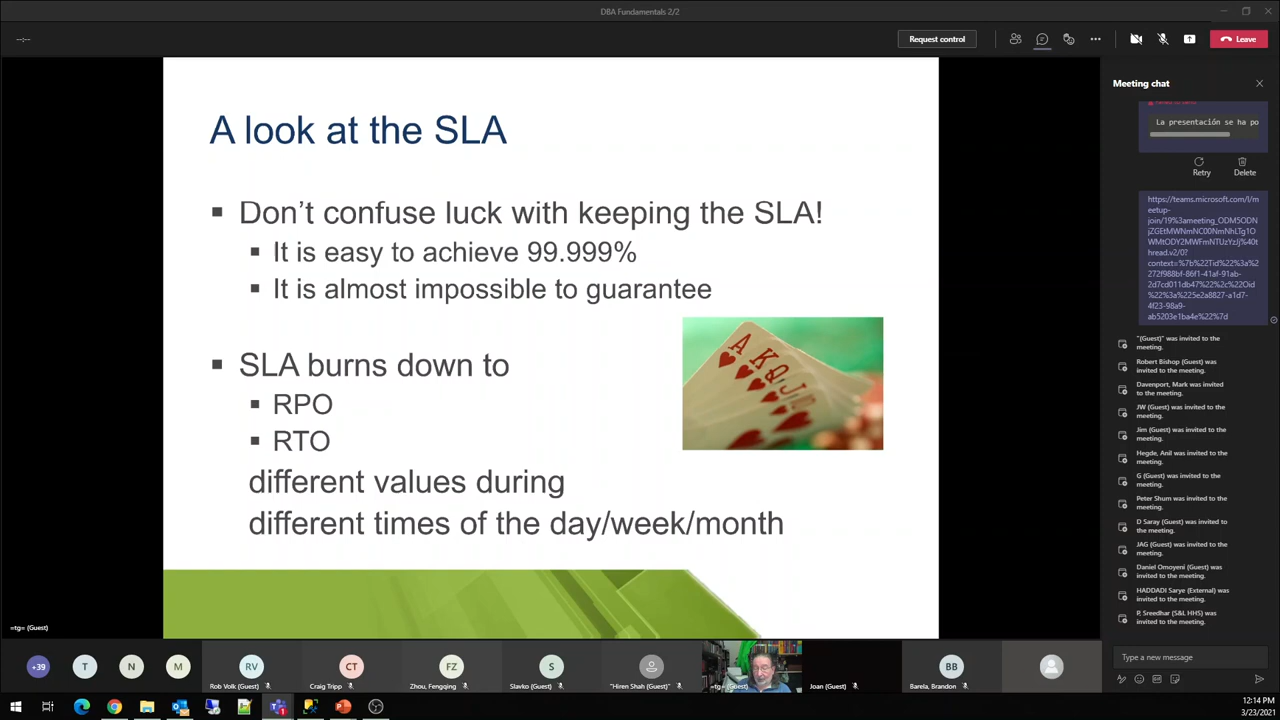 DBA Fundamentals 2/2
--:--
Request control
Leave
A look at the SLA
Don't confuse luck with keeping the SLA!
It is easy to achieve 99.999%
It is almost impossible to guarantee
SLA burns down to
RPO
RTO
different values during
different times of the day/week/month
A
K
Q
J
=tg= (Guest)
Meeting chat
La presentación se ha po
Retry
Delete
https://teams.microsoft.com/l/m
eetup-
"(Guest)" was invited to the
meeting.
Robert Bishop (Guest) was
invited to the meeting.
Davenport, Mark was invited
to the meeting.
JW (Guest) was invited to the
meeting.
Jim (Guest) was invited to the
meeting.
Hegde, Anil was invited to the
meeting.
G (Guest) was invited to the
meeting.
Peter Shum was invited to the
meeting.
D Saray (Guest) was invited to
the meeting.
JAG (Guest) was invited to the
meeting.
Daniel Omoyeni (Guest) was
invited to the meeting.
HADDADI Sarye (External) was
invited to the meeting.
P, Sreedhar (S&L HHS) was
invited to the meeting.
Type a new message
+39
T
N
M
RV
Rob Volk (Guest)
CT
Craig Tripp
FZ
Zhou, Fengqing
S
Slavko (Guest)
"Hiren Shah (Guest)"
=tg= (Guest)
Joan (Guest)
BB
Barela, Brandon
12:14 PM
3/23/2021